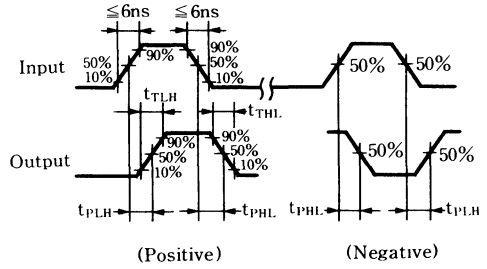 ≦6ns ≦6ns
90% 90%
Input 50% 50% 50% 50%
10% 10%
tTLH tTHL
90% 90%
Output 50% 50% 50% 50%
10% 10%
tPLH tPHL tPHL tPLH
(Positive) (Negative)